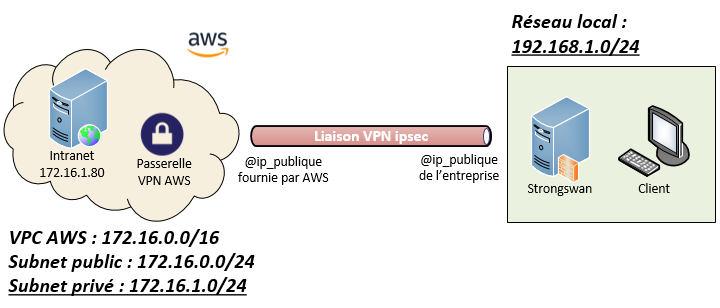 Réseau local :
192.168.1.0/24
aws
Intranet
172.16.1.80
Passerelle
VPN AWS
Liaison VPN ipsec
@ip_publique
fournie par AWS
@ip_publique
de l'entreprise
Strongswan
Client
VPC AWS : 172.16.0.0/16
Subnet public : 172.16.0.0/24
Subnet privé : 172.16.1.0/24